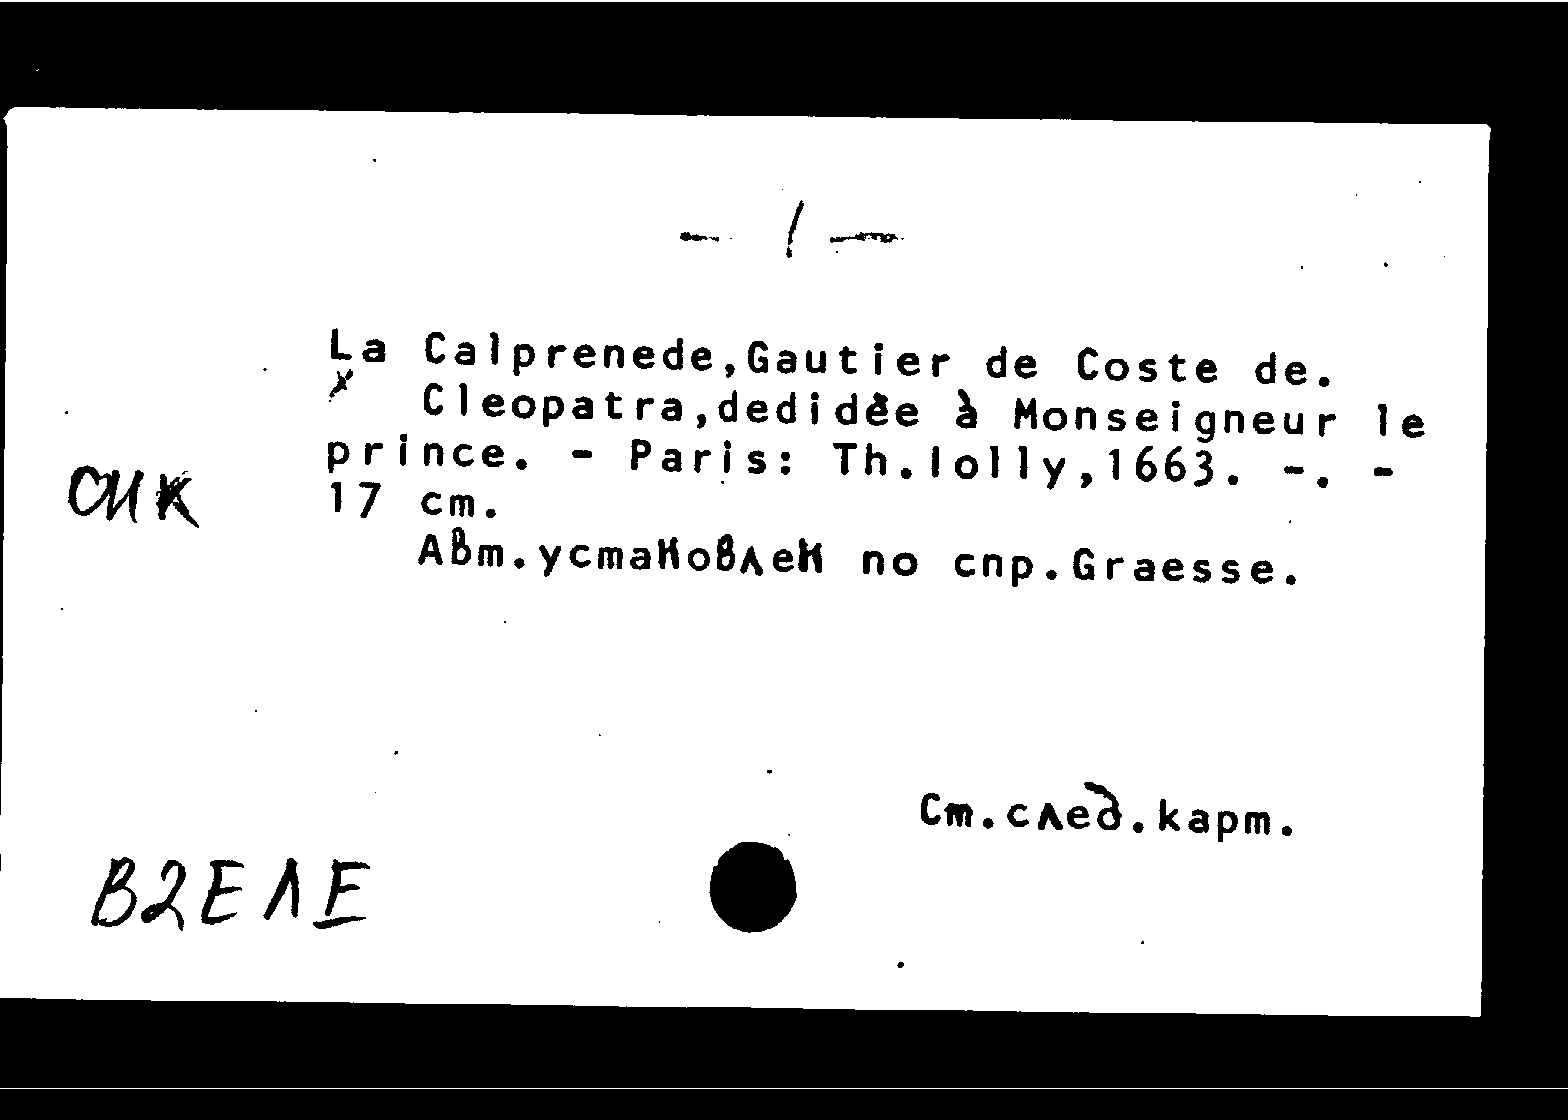 — 1 —
La Calprenede,Gautier de Coste de.
x
Cleopatra,dedidée à Monseigneur le
prince. - Paris: Th.Iolly,1663. -. -
СИК
17 cm.
Авт.установлен по спр.Graesse.
См.след.карт.
В2ЕЛЕ